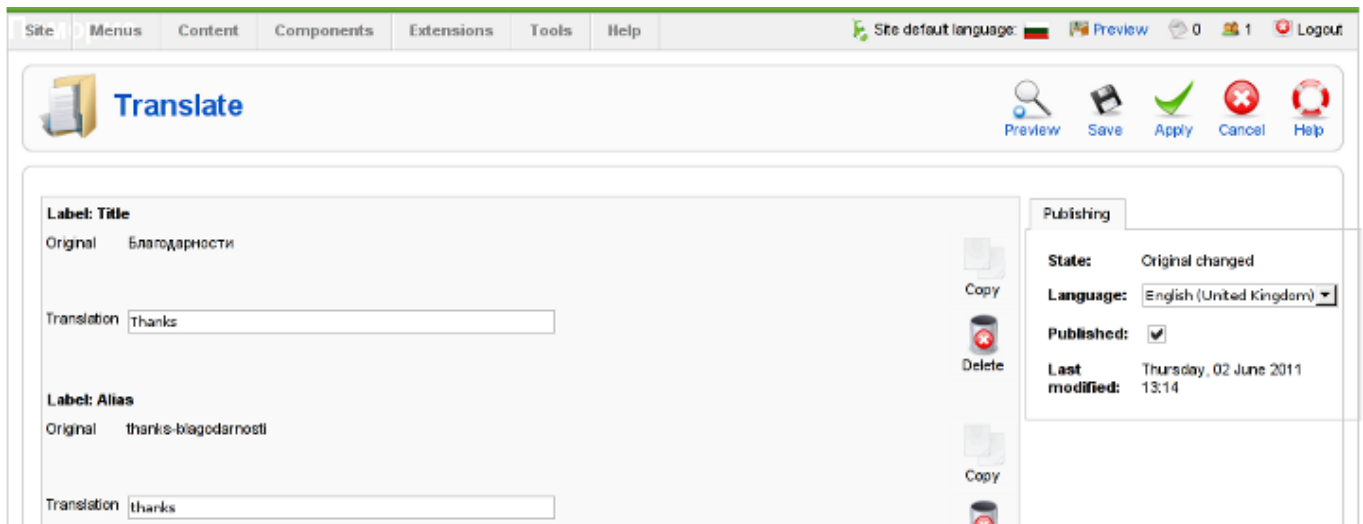 Site Menus Content Components Extensions Tools Help Site default language: Preview 0 1 Logout
Translate
Preview Save Apply Cancel Help
Label: Title
Original Благодарности
Copy
Translation Thanks
Delete
Label: Alias
Original thanks-blagodarnosti
Copy
Translation thanks
Publishing
State: Original changed
Language: English (United Kingdom)
Published:
Last modified: Thursday, 02 June 2011 13:14